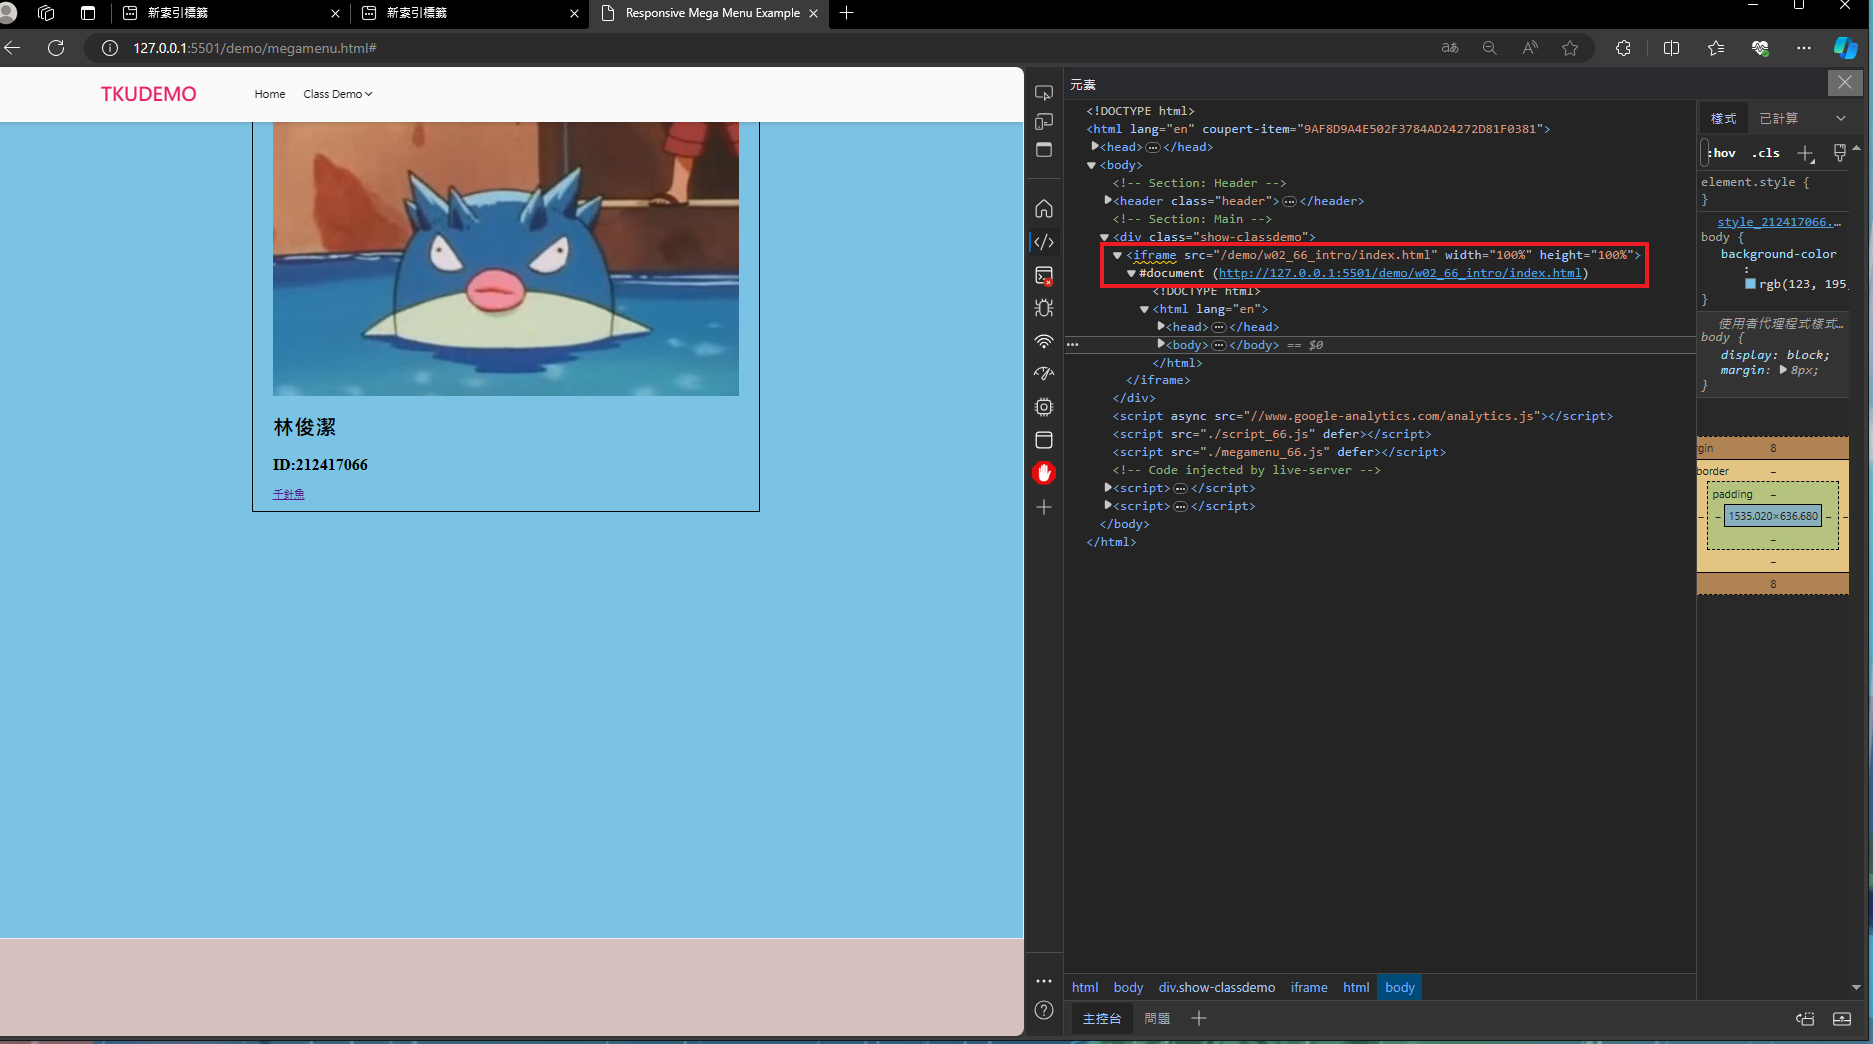 新索引標籤
新索引標籤
Responsive Mega Menu Example
127.0.0.1:5501/demo/megamenu.html#
TKUDEMO
Home
Class Demo
林俊潔
ID:212417066
千針魚
元素
<!DOCTYPE html>
<html lang="en" coupert-item="9AF8D9A4E502F3784AD24272D81F0381">
<head>…</head>
<body>
<!-- Section: Header -->
<header class="header">…</header>
<!-- Section: Main -->
<div class="show-classdemo">
<iframe src="/demo/w02_66_intro/index.html" width="100%" height="100%">
#document (http://127.0.0.1:5501/demo/w02_66_intro/index.html)
<!DOCTYPE html>
<html lang="en">
<head>…</head>
<body>…</body> == $0
</html>
</iframe>
</div>
<script async src="//www.google-analytics.com/analytics.js"></script>
<script src="./script_66.js" defer></script>
<script src="./megamenu_66.js" defer></script>
<!-- Code injected by live-server -->
<script>…</script>
<script>…</script>
</body>
</html>
html body div.show-classdemo iframe html body
主控台 問題
樣式 已計算
:hov .cls
element.style {
}
style_212417066.…
body {
background-color
:
rgb(123, 195,
}
使用者代理程式樣式…
body {
display: block;
margin: 8px;
}
rgin 8
border –
padding –
– – 1535.020×636.680 – –
–
–
8